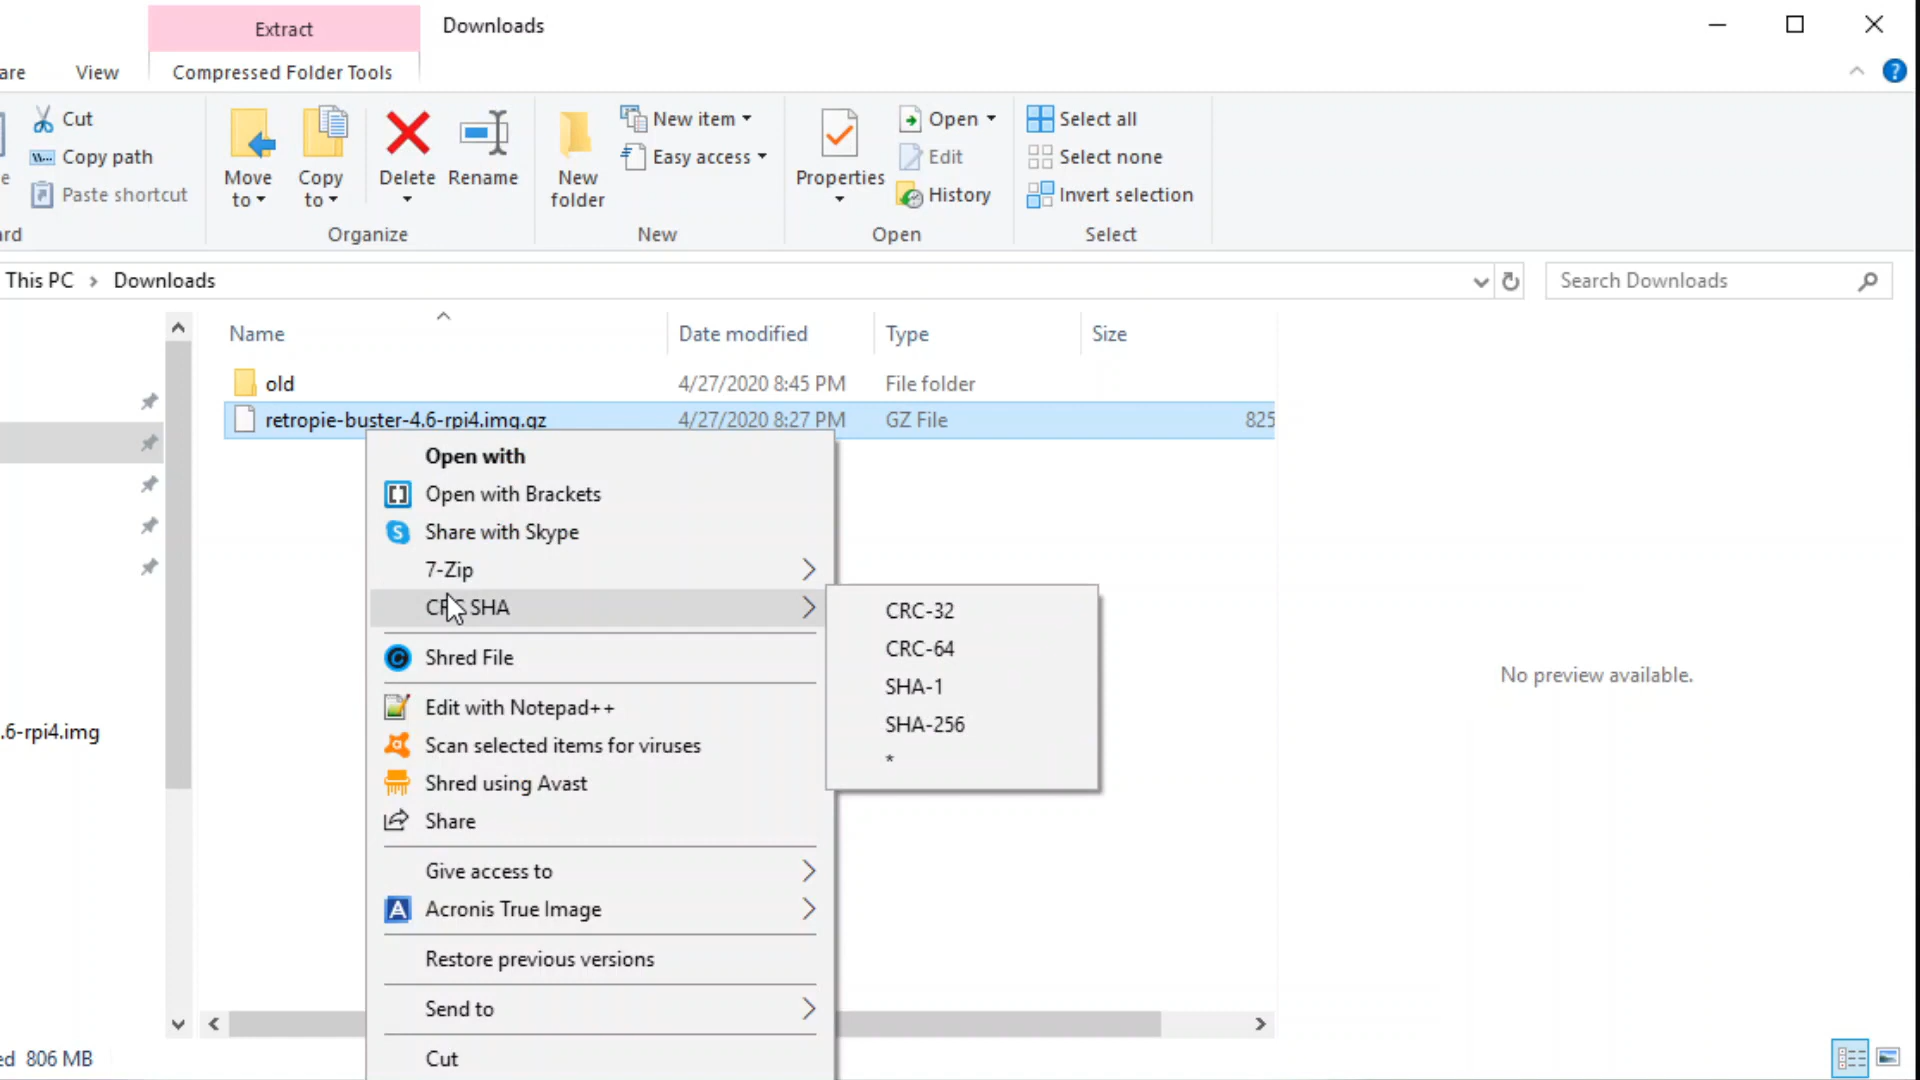 Extract
Downloads
are
View
Compressed Folder Tools
Cut
Copy path
Paste shortcut
Move to
Copy to
Delete
Rename
New folder
New item
Easy access
Properties
Open
Edit
History
Select all
Select none
Invert selection
ard
Organize
New
Open
Select
This PC
Downloads
Search Downloads
Name
Date modified
Type
Size
old
4/27/2020 8:45 PM
File folder
retropie-buster-4.6-rpi4.img.gz
4/27/2020 8:27 PM
GZ File
825
Open with
Open with Brackets
Share with Skype
7-Zip
CRC SHA
CRC-32
CRC-64
SHA-1
SHA-256
*
Shred File
Edit with Notepad++
Scan selected items for viruses
Shred using Avast
Share
Give access to
Acronis True Image
Restore previous versions
Send to
Cut
.6-rpi4.img
No preview available.
ed 806 MB